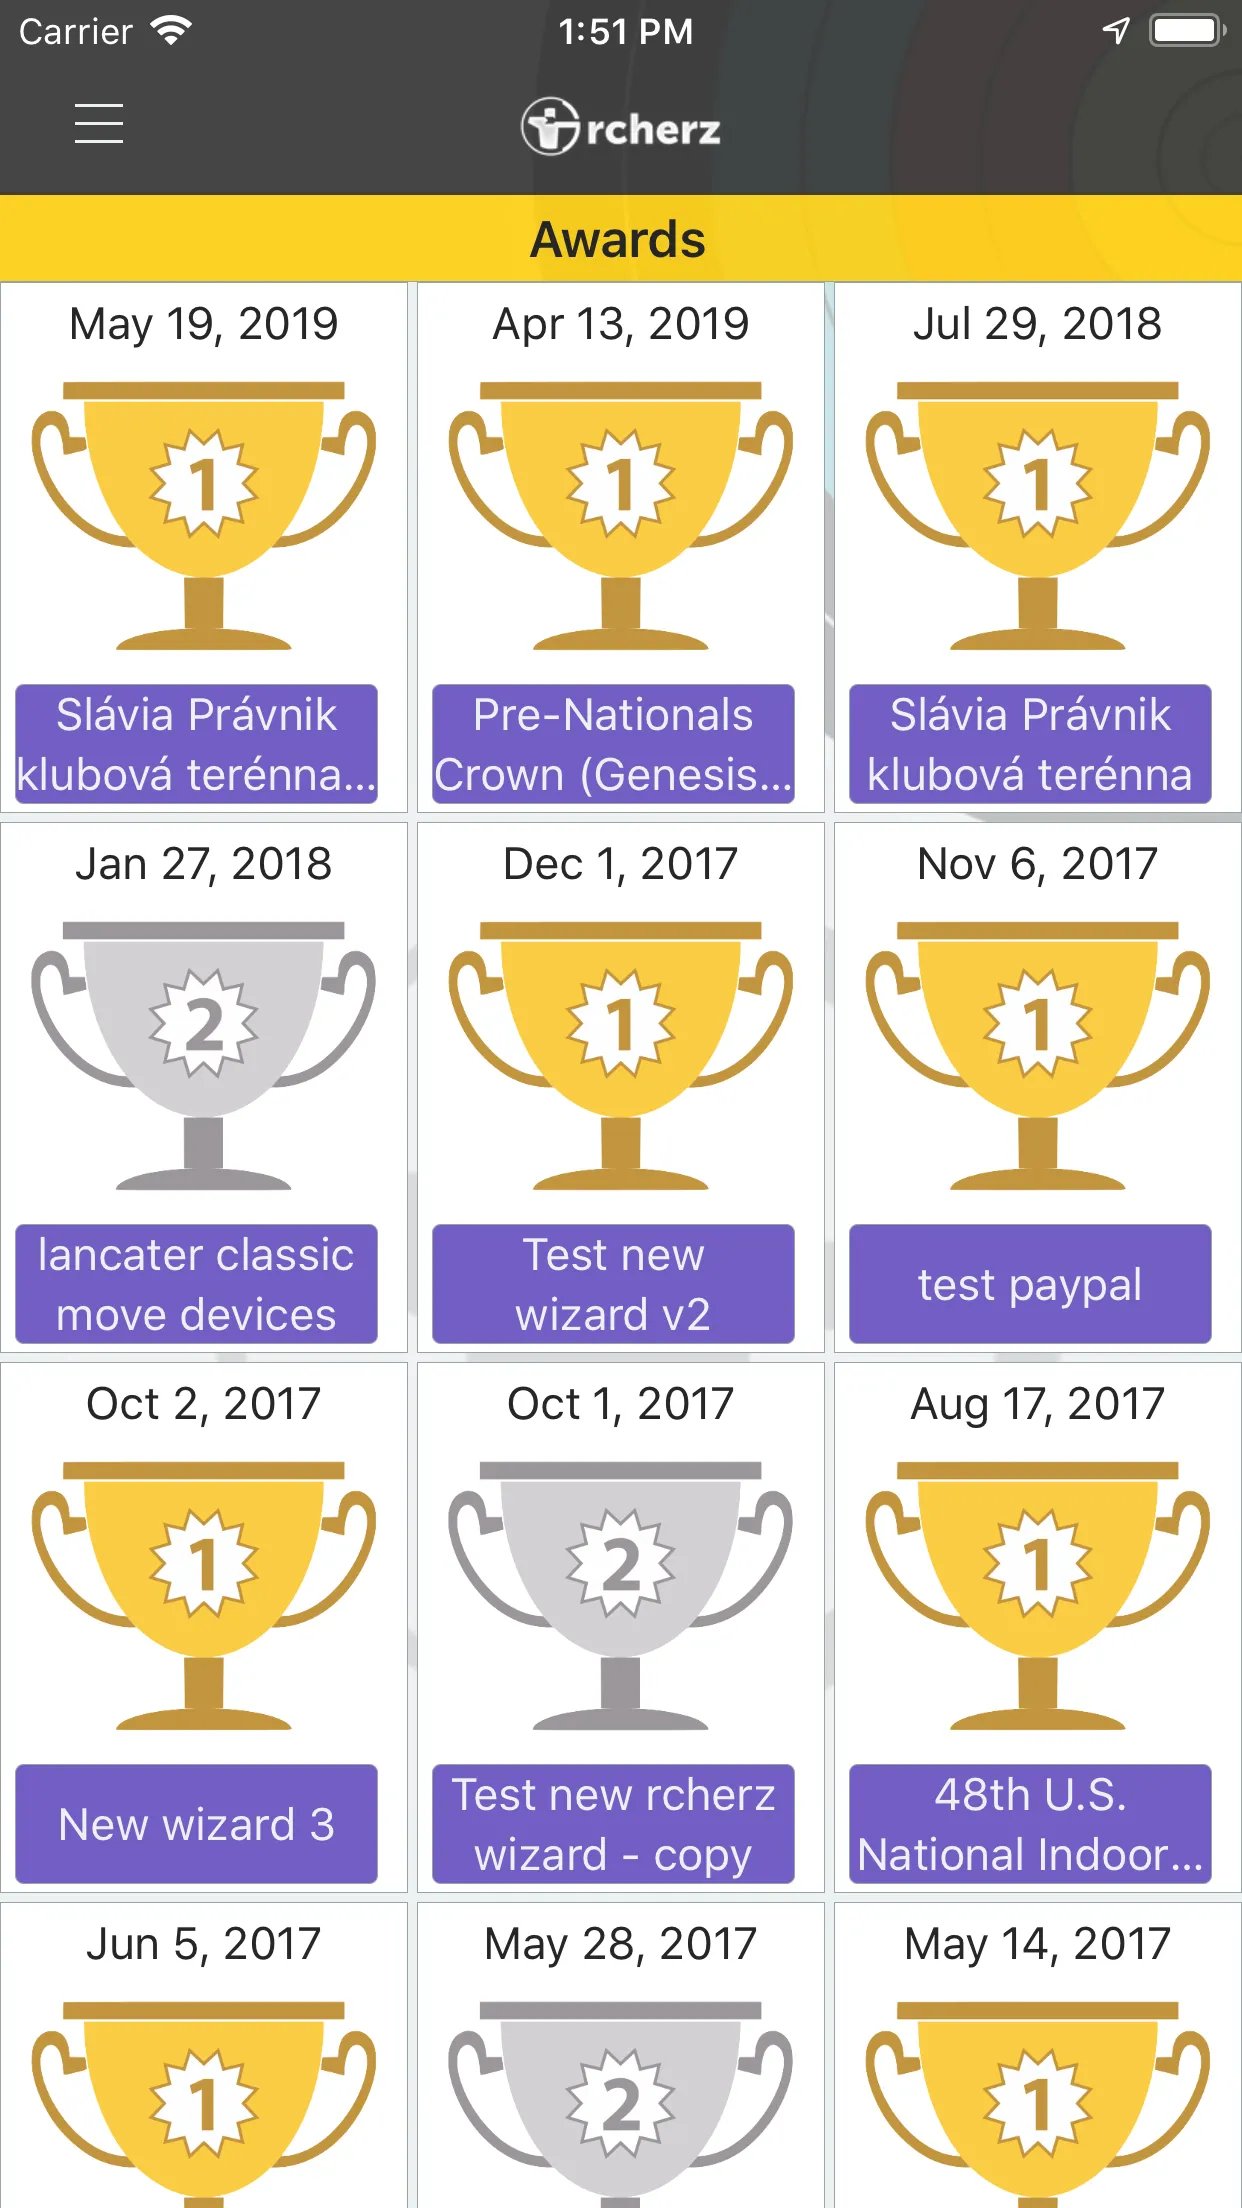 Carrier 1:51 PM
rcherz
Awards
May 19, 2019 Apr 13, 2019 Jul 29, 2018
1 1 1
Slávia Právnik Pre-Nationals Slávia Právnik
klubová terénna... Crown (Genesis... klubová terénna
Jan 27, 2018 Dec 1, 2017 Nov 6, 2017
2 1 1
lancater classic Test new test paypal
move devices wizard v2
Oct 2, 2017 Oct 1, 2017 Aug 17, 2017
1 2 1
New wizard 3 Test new rcherz 48th U.S.
wizard - copy National Indoor...
Jun 5, 2017 May 28, 2017 May 14, 2017
1 2 1